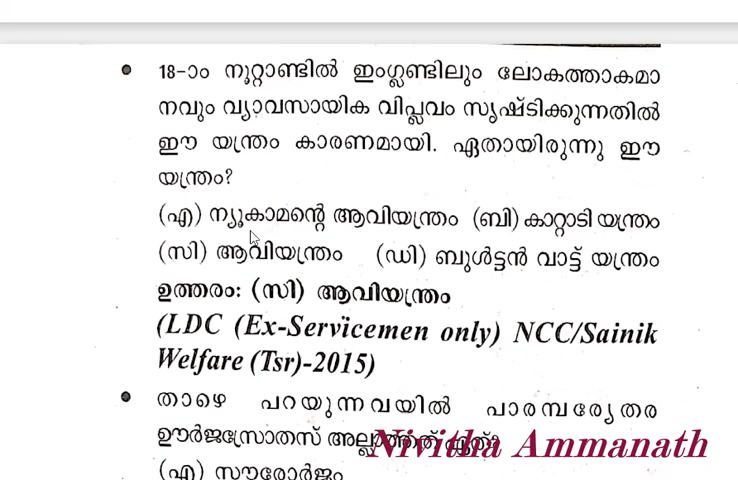 18-ാം നൂറ്റാണ്ടിൽ ഇംഗ്ലണ്ടിലും ലോകത്താകമാ
നവും വ്യാവസായിക വിപ്ലവം സൃഷ്ടിക്കുന്നതിൽ
ഈ യന്ത്രം കാരണമായി. ഏതായിരുന്നു ഈ
യന്ത്രം?
(എ) ന്യൂകാമന്റെ ആവിയന്ത്രം (ബി) കാറ്റാടി യന്ത്രം
(സി) ആവിയന്ത്രം (ഡി) ബുൾട്ടൻ വാട്ട് യന്ത്രം
ഉത്തരം: (സി) ആവിയന്ത്രം
(LDC (Ex-Servicemen only) NCC/Sainik
Welfare (Tsr)-2015)
താഴെ പറയുന്നവയിൽ പാരമ്പര്യേതര
ഊർജസ്രോതസ് അല്ലാത്തത് ഏത്?
Nivitha Ammanath
(എ) സൗരോർജം